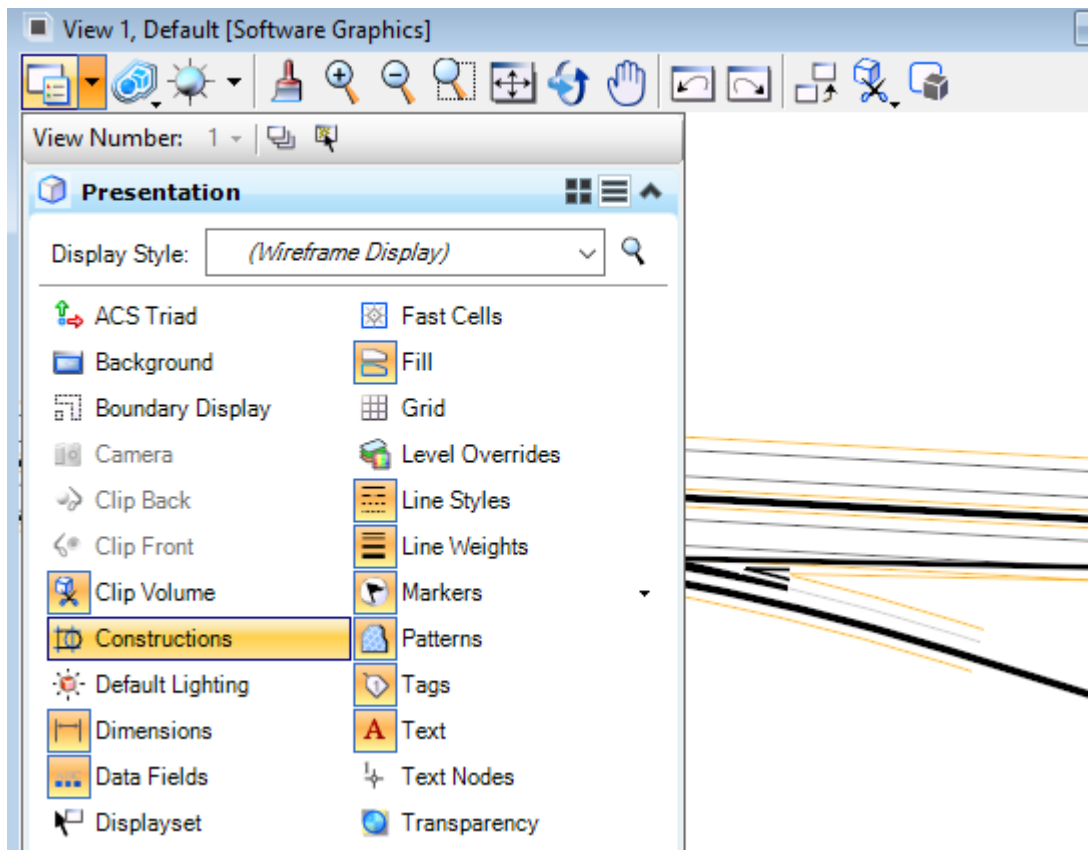 View 1, Default [Software Graphics]
View Number: 1
Presentation
Display Style: (Wireframe Display)
ACS Triad Fast Cells
Background Fill
Boundary Display Grid
Camera Level Overrides
Clip Back Line Styles
Clip Front Line Weights
Clip Volume Markers
Constructions Patterns
Default Lighting Tags
Dimensions Text
Data Fields Text Nodes
Displayset Transparency